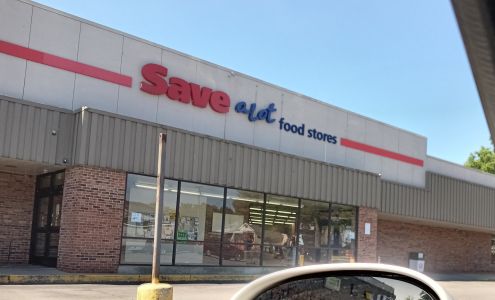 Save a lot food stores